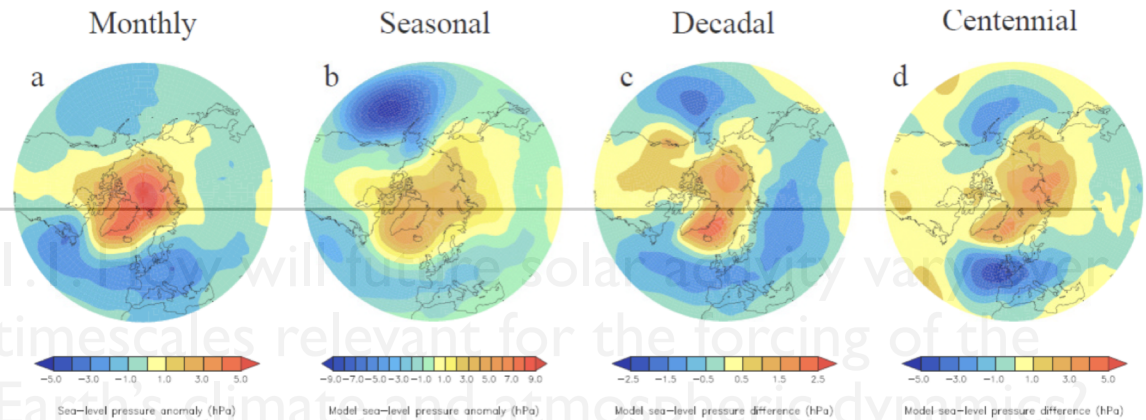 Monthly Seasonal Decadal Centennial
a b c d
How will future solar activity vary over
timescales relevant for the forcing of the
−5.0 −3.0 −1.0 1.0 3.0 5.0 −9.0 −7.0 −5.0 −3.0 −1.0 1.0 3.0 5.0 7.0 9.0 −2.5 −1.5 −0.5 0.5 1.5 2.5 −5.0 −3.0 −1.0 1.0 3.0 5.0
Earth's climate and atmospheric dynamics?
Sea−level pressure anomaly (hPa) Model sea−level pressure anomaly (hPa) Model sea−level pressure difference (hPa) Model sea−level pressure difference (hPa)